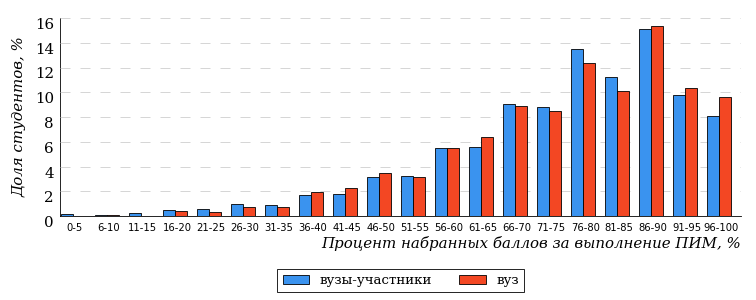 Доля студентов, %
16
14
12
10
8
6
4
2
0
0-5 6-10 11-15 16-20 21-25 26-30 31-35 36-40 41-45 46-50 51-55 56-60 61-65 66-70 71-75 76-80 81-85 86-90 91-95 96-100
Процент набранных баллов за выполнение ПИМ, %
вузы-участники вуз